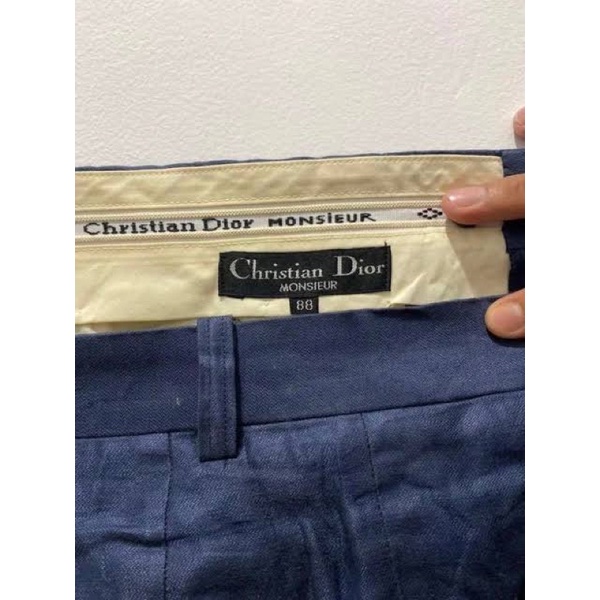 Christian Dior MONSIEUR
Christian Dior
MONSIEUR
88